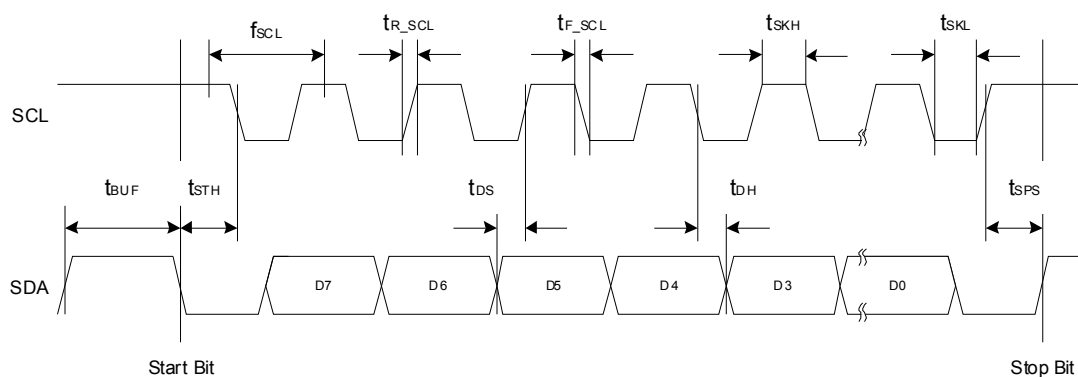 fSCL tR_SCL tF_SCL tSKH tSKL
SCL
tBUF tSTH tDS tDH tSPS
SDA D7 D6 D5 D4 D3 D0
Start Bit Stop Bit